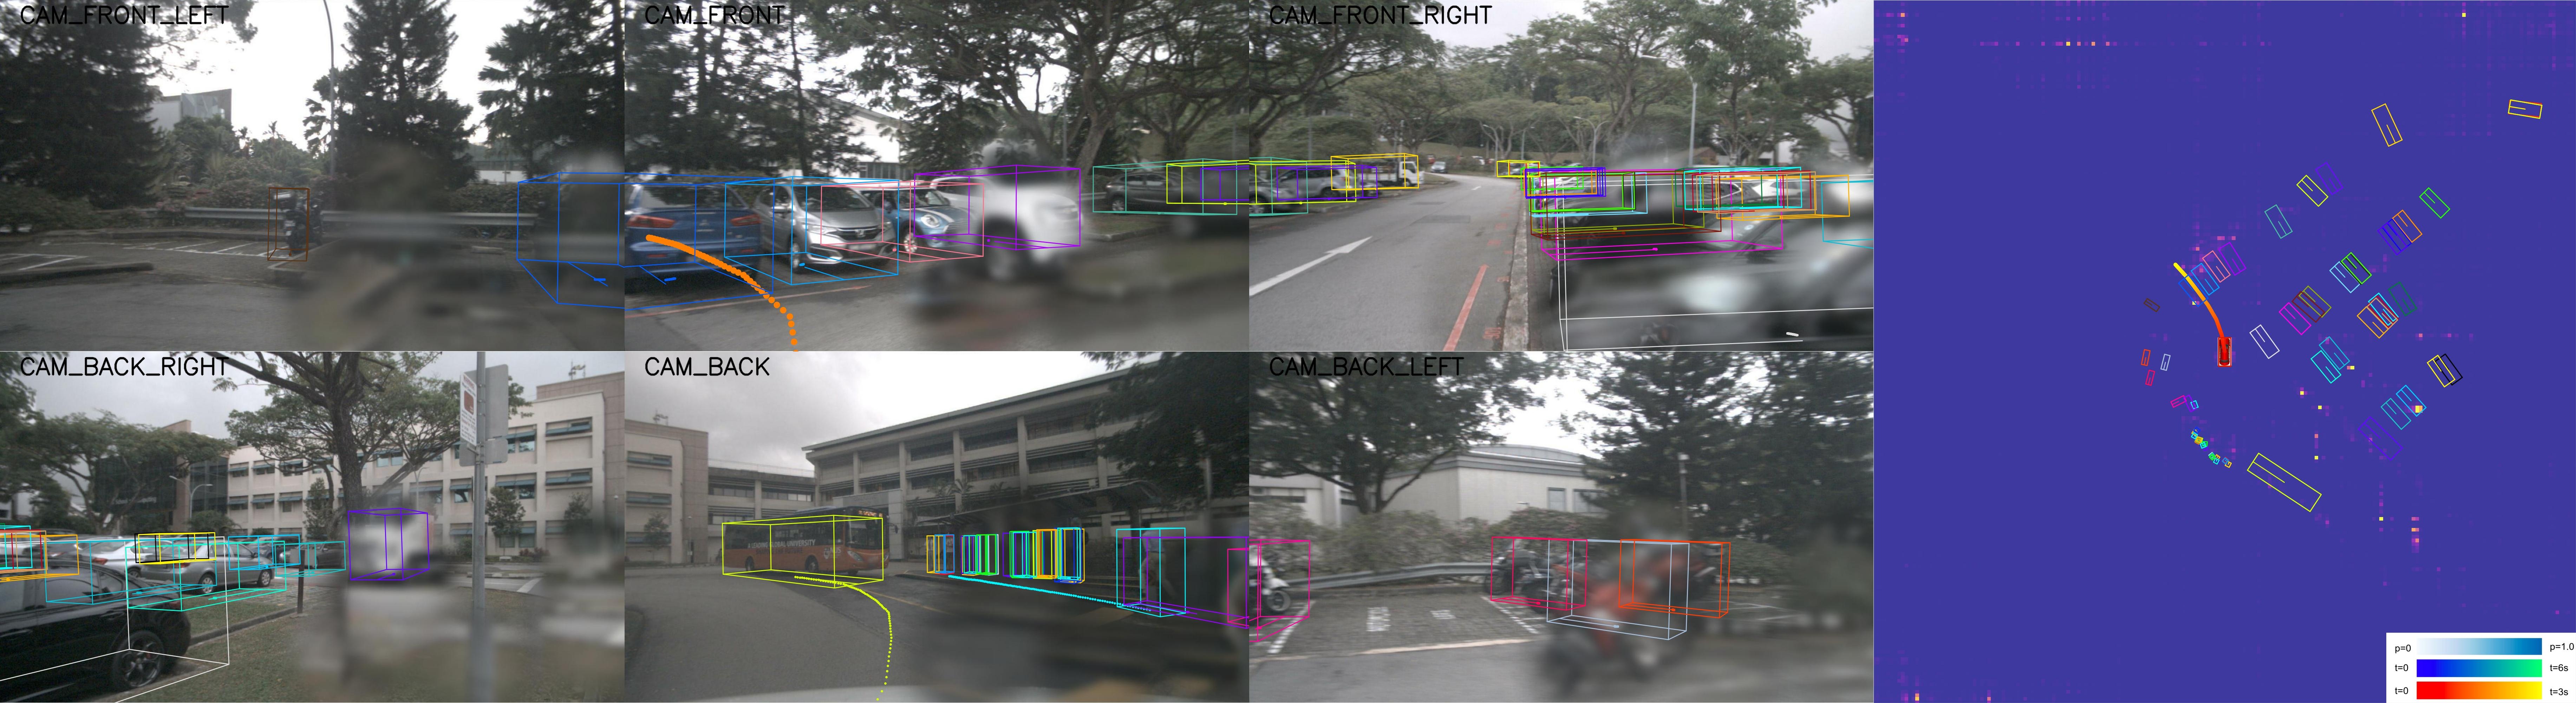 CAM_FRONT_LEFT
CAM_FRONT
CAM_FRONT_RIGHT
CAM_BACK_RIGHT
CAM_BACK
CAM_BACK_LEFT
p=0
p=1.0
t=0
t=6s
t=0
t=3s